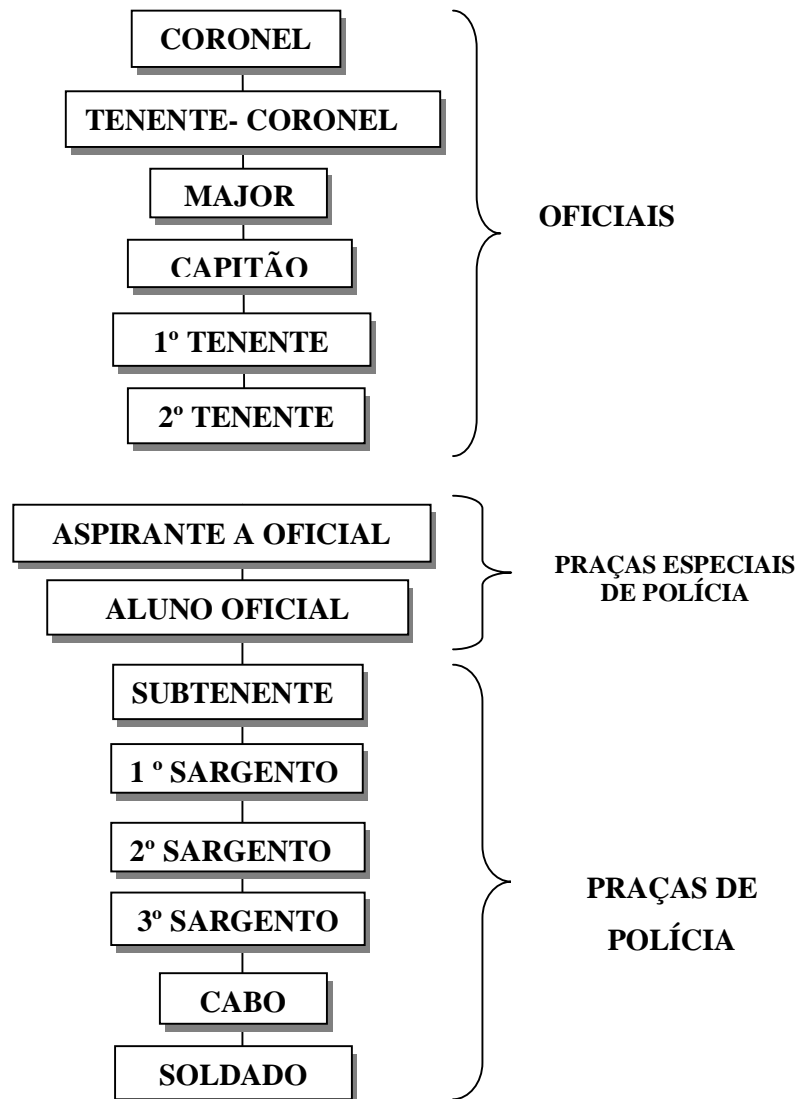 CORONEL
TENENTE- CORONEL
MAJOR
CAPITÃO
1º TENENTE
2º TENENTE
OFICIAIS
ASPIRANTE A OFICIAL
ALUNO OFICIAL
PRAÇAS ESPECIAIS
DE POLÍCIA
SUBTENENTE
1 º SARGENTO
2º SARGENTO
3º SARGENTO
CABO
SOLDADO
PRAÇAS DE
POLÍCIA